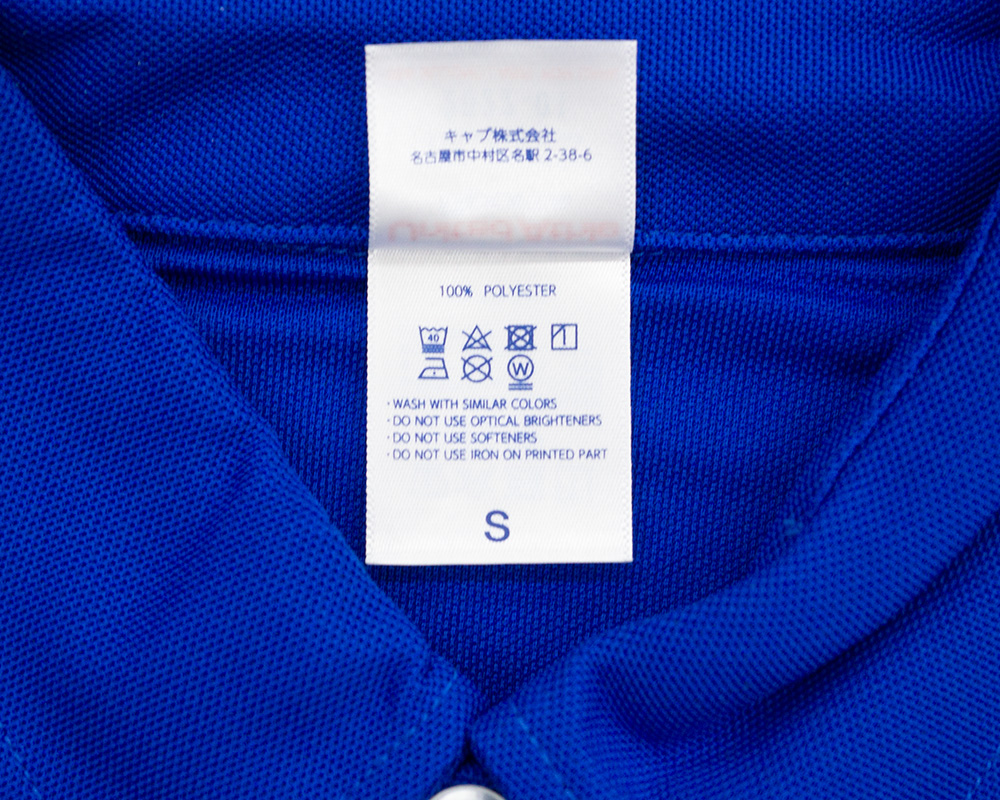 キャブ株式会社
名古屋市中村区名駅 2-38-6
100% POLYESTER
40
W
・WASH WITH SIMILAR COLORS
・DO NOT USE OPTICAL BRIGHTENERS
・DO NOT USE SOFTENERS
・DO NOT USE IRON ON PRINTED PART
S